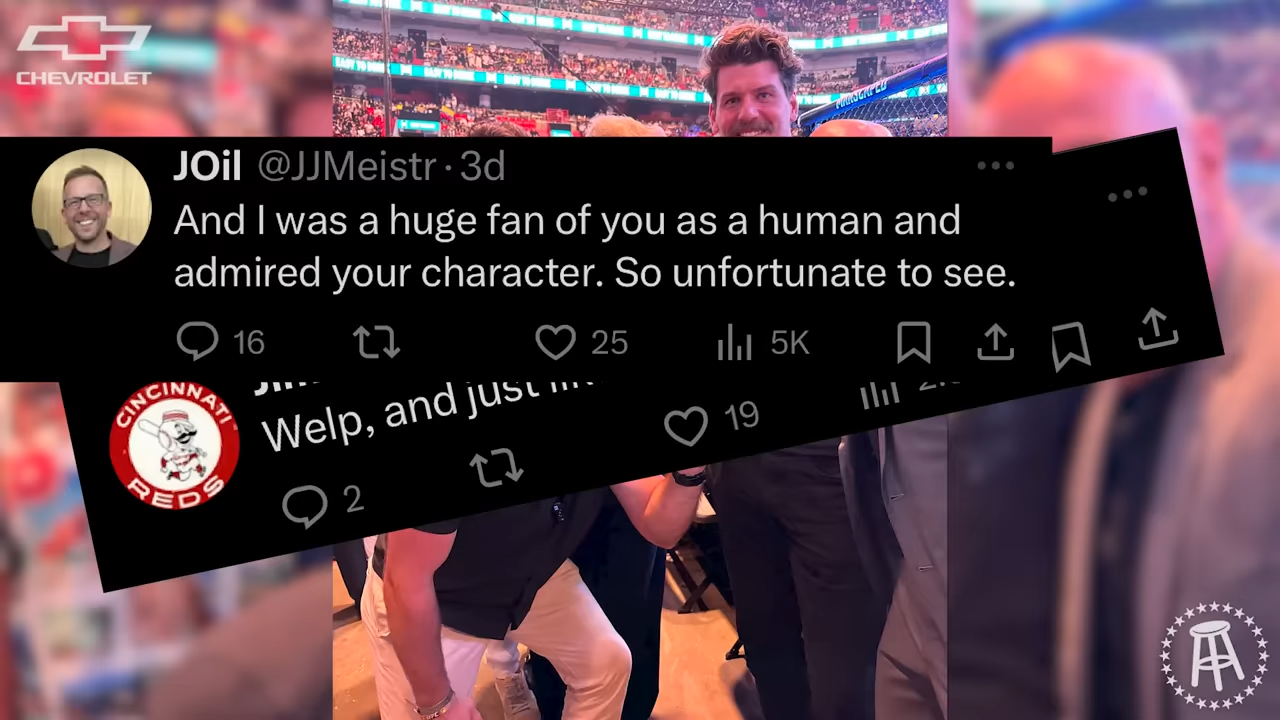 CHEVROLET
MANSCAPED
JOil @JJMeistr · 3d
And I was a huge fan of you as a human and
admired your character. So unfortunate to see.
16
25
5K
Welp, and just
19
2
CINCINNATI
REDS